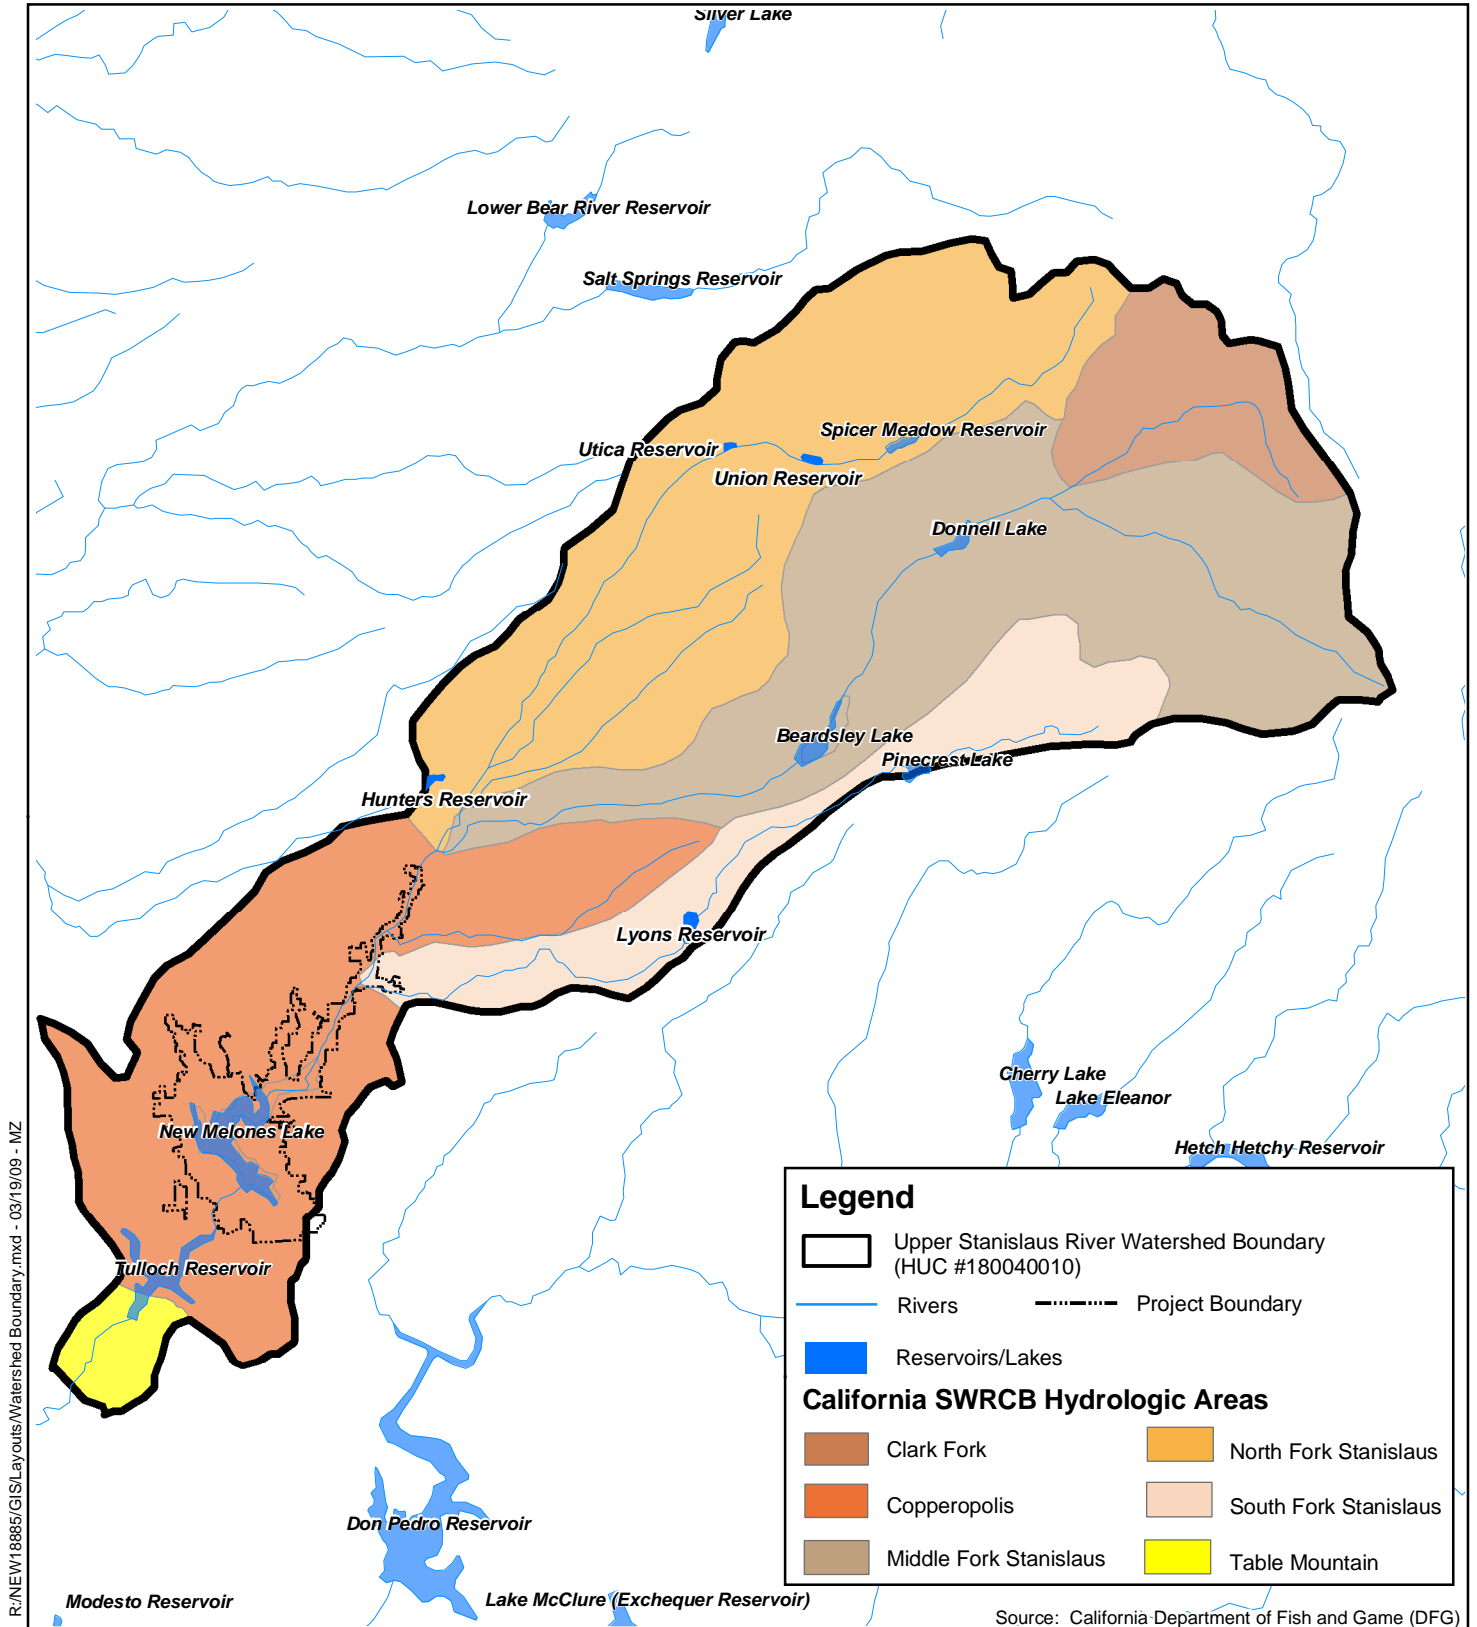 Silver Lake
Lower Bear River Reservoir
Salt Springs Reservoir
Spicer Meadow Reservoir
Utica Reservoir
Union Reservoir
Donnell Lake
Beardsley Lake
Pinecrest Lake
Hunters Reservoir
Lyons Reservoir
Cherry Lake
Lake Eleanor
New Melones Lake
Hetch Hetchy Reservoir
Tulloch Reservoir
Don Pedro Reservoir
Lake McClure (Exchequer Reservoir)
Modesto Reservoir
Legend
Upper Stanislaus River Watershed Boundary
(HUC #180040010)
Rivers
Project Boundary
Reservoirs/Lakes
California SWRCB Hydrologic Areas
Clark Fork
North Fork Stanislaus
Copperopolis
South Fork Stanislaus
Middle Fork Stanislaus
Table Mountain
Source: California Department of Fish and Game (DFG)
R:/NEW18885/GIS/Layouts/Watershed Boundary.mxd - 03/19/09 - MZ